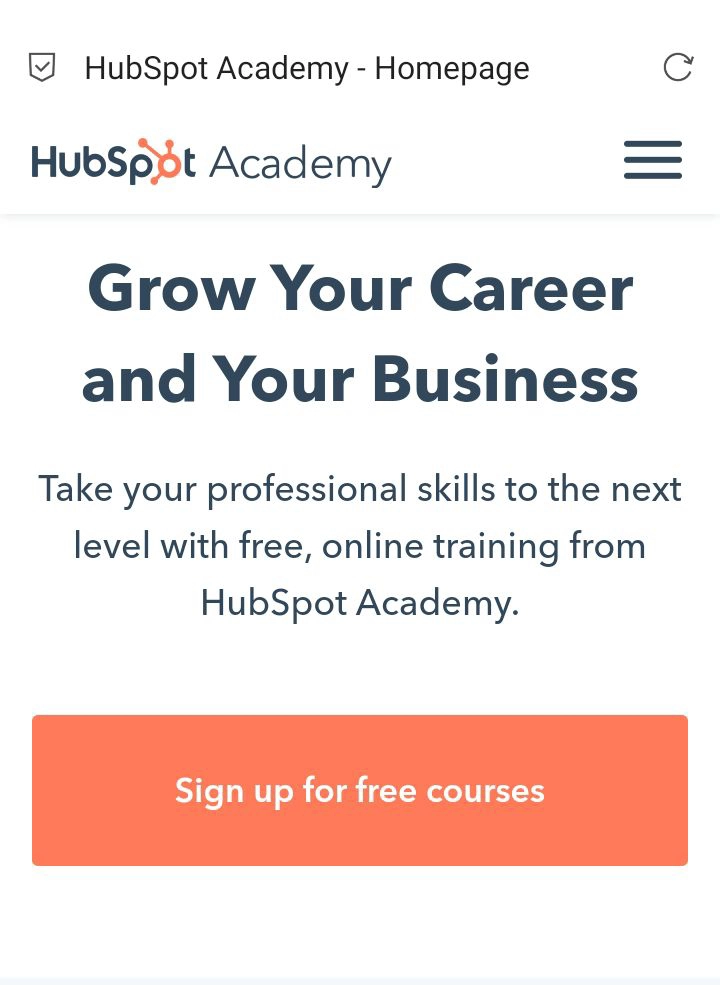 HubSpot Academy - Homepage
HubSpot Academy
Grow Your Career
and Your Business
Take your professional skills to the next
level with free, online training from
HubSpot Academy.
Sign up for free courses